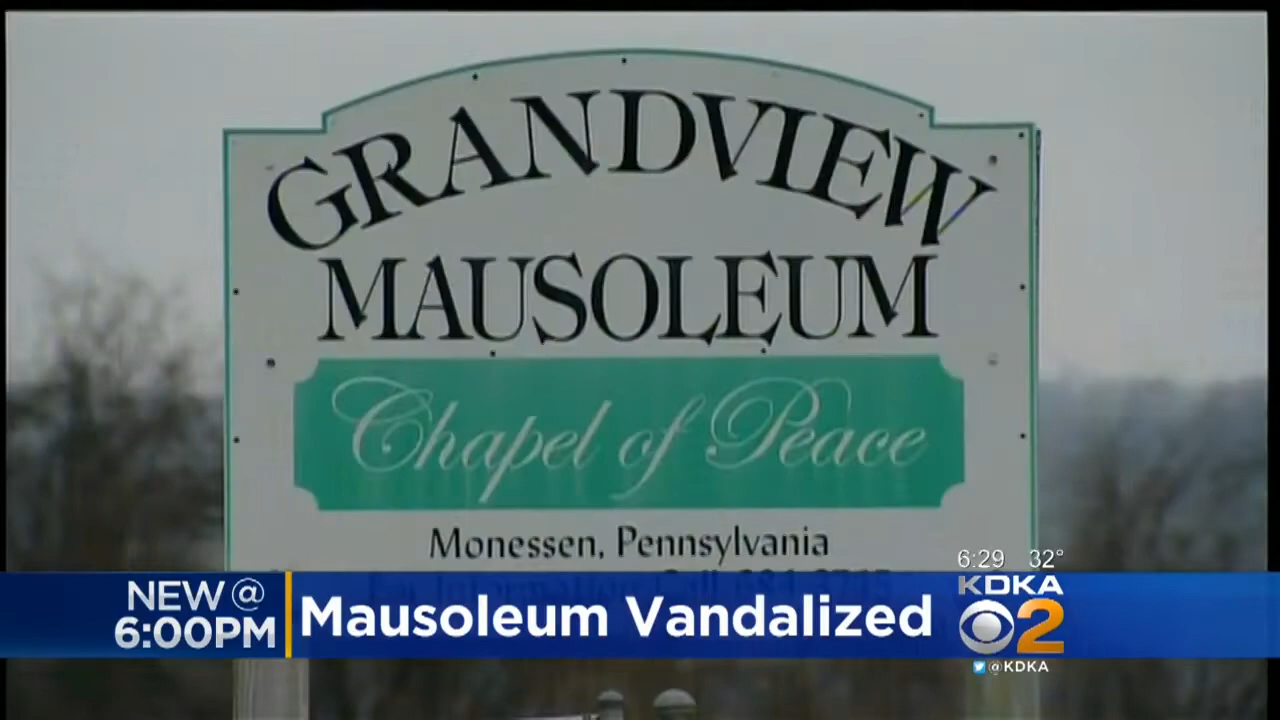 GRANDVIEW
MAUSOLEUM
Chapel of Peace
Monessen, Pennsylvania
6:29 32°
NEW @
6:00PM
Mausoleum Vandalized
KDKA
2
@KDKA